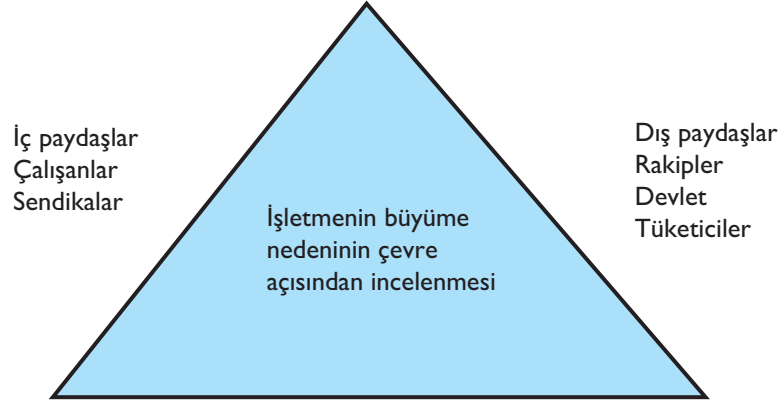 İç paydaşlar
Çalışanlar
Sendikalar
İşletmenin büyüme
nedeninin çevre
açısından incelenmesi
Dış paydaşlar
Rakipler
Devlet
Tüketiciler